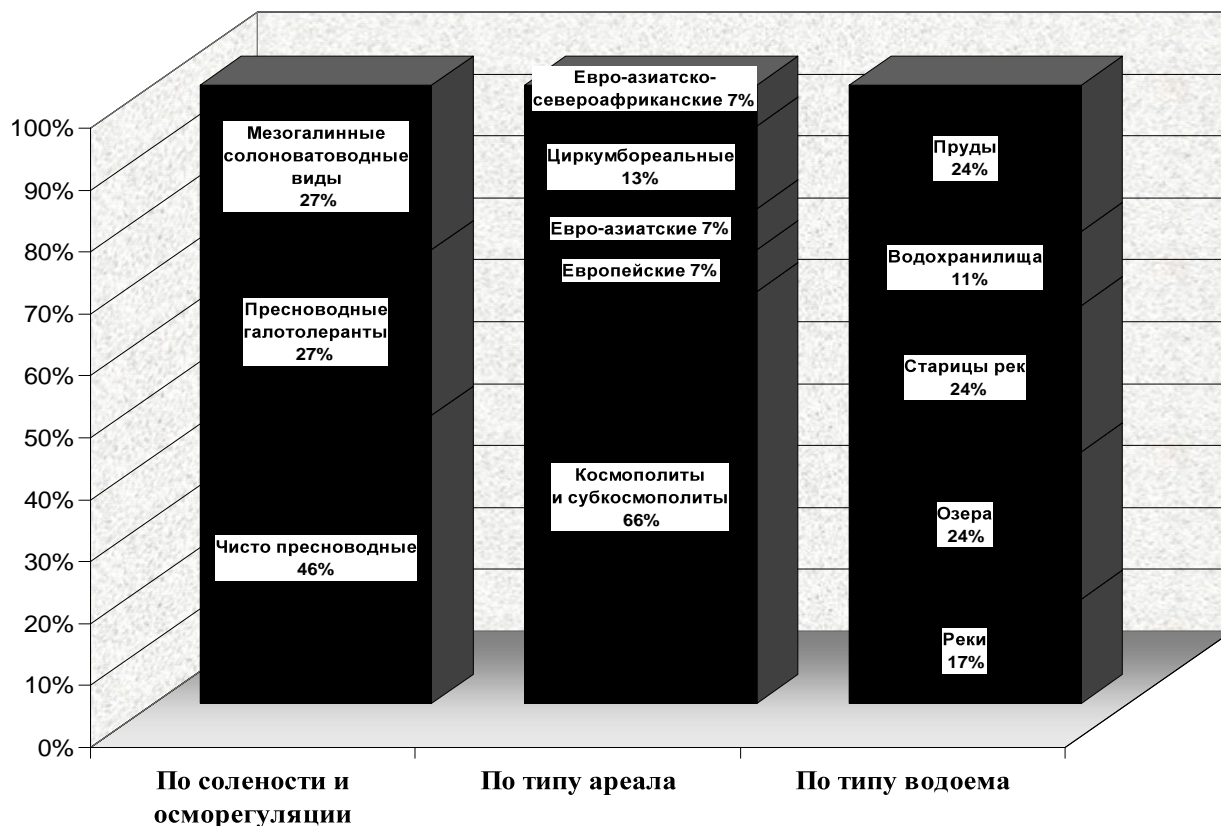 100%
90%
80%
70%
60%
50%
40%
30%
20%
10%
0%
Мезогалинные
солоноватоводные
виды
27%
Пресноводные
галотолеранты
27%
Чисто пресноводные
46%
Евро-азиатско-
североафриканские 7%
Циркумбореальные
13%
Евро-азиатские 7%
Европейские 7%
Космополиты
и субкосмополиты
66%
Пруды
24%
Водохранилища
11%
Старицы рек
24%
Озера
24%
Реки
17%
По солености и
осморегуляции
По типу ареала
По типу водоема